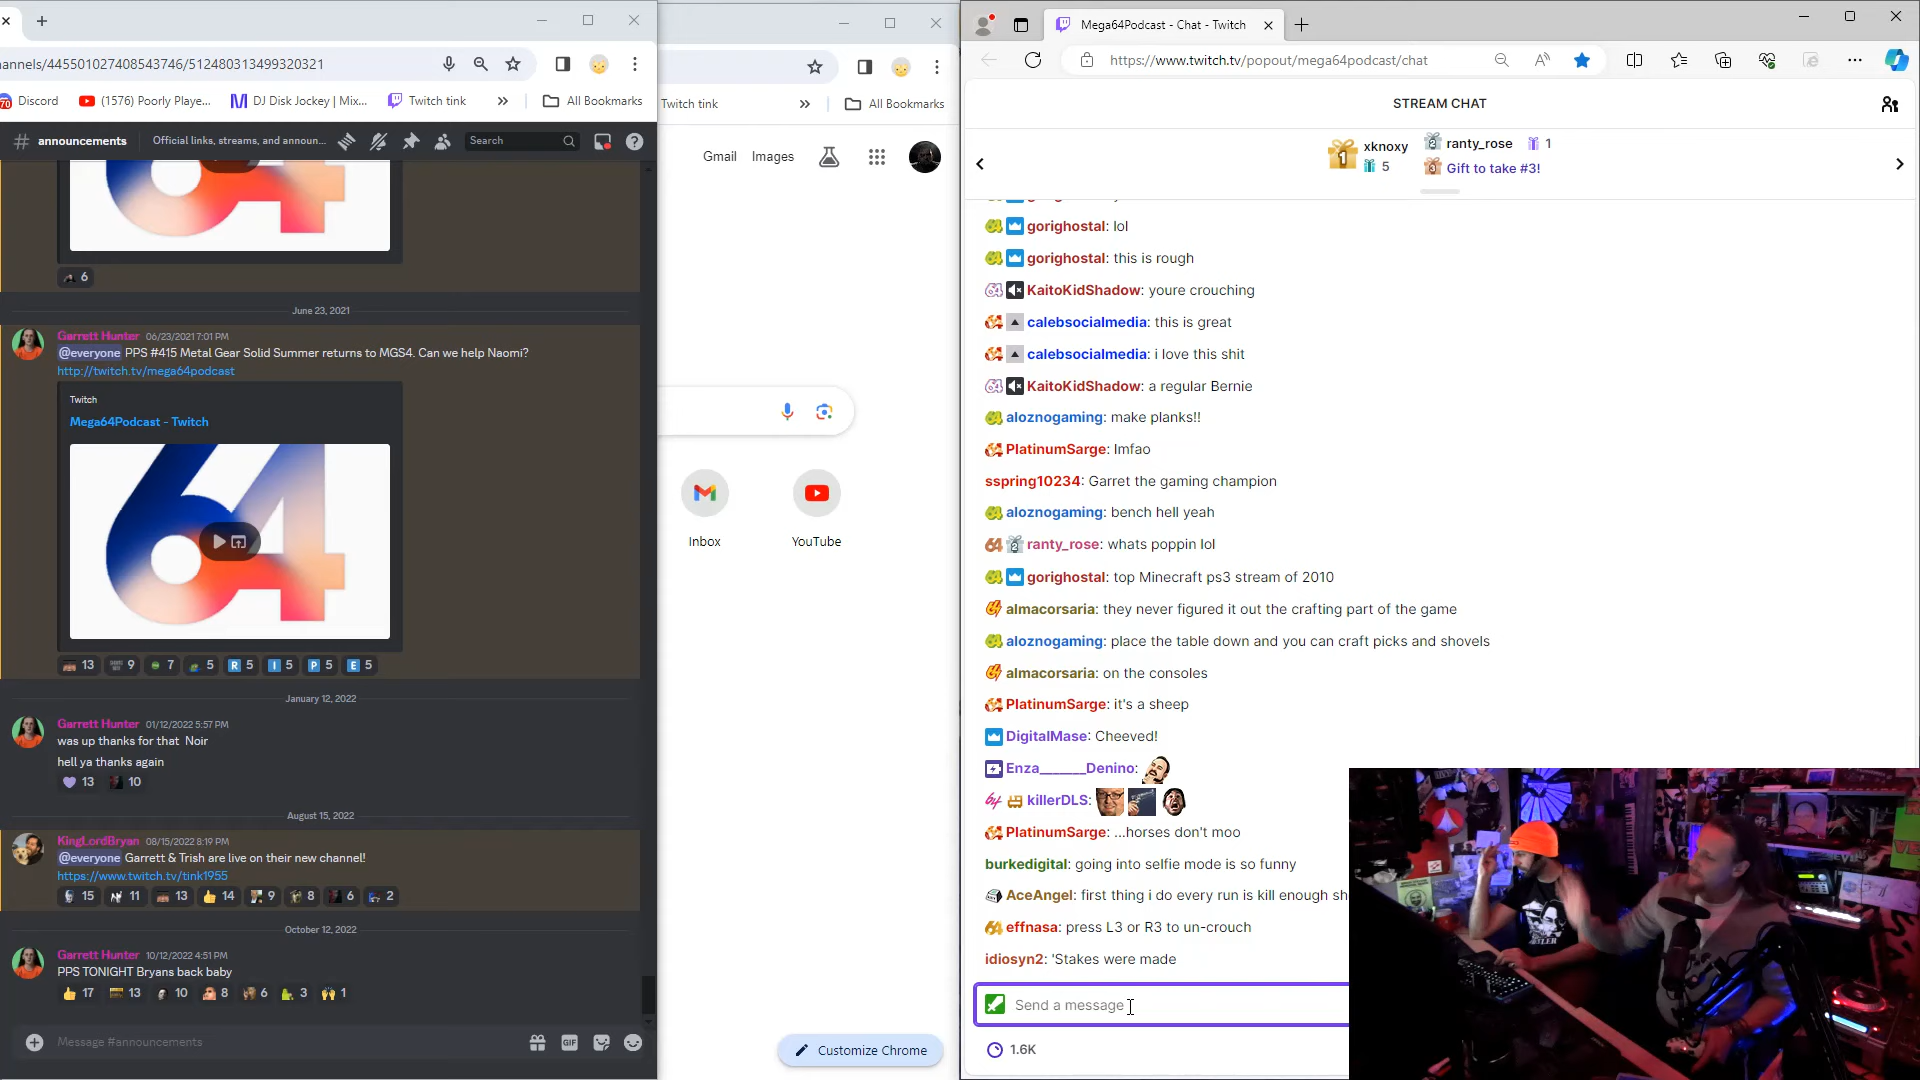 Mega64Podcast - Chat - Twitch
annels/445501027408543746/512480313499320321
https://www.twitch.tv/popout/mega64podcast/chat
70 Discord
(1576) Poorly Playe...
DJ Disk Jockey | Mix...
Twitch tink
All Bookmarks
Twitch tink
All Bookmarks
announcements
Official links, streams, and announ...
Search
6
June 23, 2021
Garrett Hunter 06/23/2021 7:01 PM
@everyone PPS #415 Metal Gear Solid Summer returns to MGS4. Can we help Naomi?
http://twitch.tv/mega64podcast
Twitch
Mega64Podcast - Twitch
64
13 9 7 5 R 5 I 5 P 5 E 5
January 12, 2022
Garrett Hunter 01/12/2022 5:57 PM
was up thanks for that Noir
hell ya thanks again
13 10
August 15, 2022
KingLordBryan 08/15/2022 8:19 PM
@everyone Garrett & Trish are live on their new channel!
https://www.twitch.tv/tink1955
15 11 13 14 9 8 6 2
October 12, 2022
Garrett Hunter 10/12/2022 4:51 PM
PPS TONIGHT Bryans back baby
17 13 10 8 6 3 1
Message #announcements
GIF
Gmail
Images
Inbox
YouTube
Customize Chrome
STREAM CHAT
1 xknoxy
5
2 ranty_rose 1
3 Gift to take #3!
gorighostal: lol
gorighostal: this is rough
KaitoKidShadow: youre crouching
calebsocialmedia: this is great
calebsocialmedia: i love this shit
KaitoKidShadow: a regular Bernie
aloznogaming: make planks!!
PlatinumSarge: lmfao
sspring10234: Garret the gaming champion
aloznogaming: bench hell yeah
ranty_rose: whats poppin lol
gorighostal: top Minecraft ps3 stream of 2010
almacorsaria: they never figured it out the crafting part of the game
aloznogaming: place the table down and you can craft picks and shovels
almacorsaria: on the consoles
PlatinumSarge: it's a sheep
DigitalMase: Cheeved!
Enza_______Denino:
killerDLS:
PlatinumSarge: ...horses don't moo
burkedigital: going into selfie mode is so funny
AceAngel: first thing i do every run is kill enough sh
effnasa: press L3 or R3 to un-crouch
idiosyn2: 'Stakes were made
Send a message
1.6K